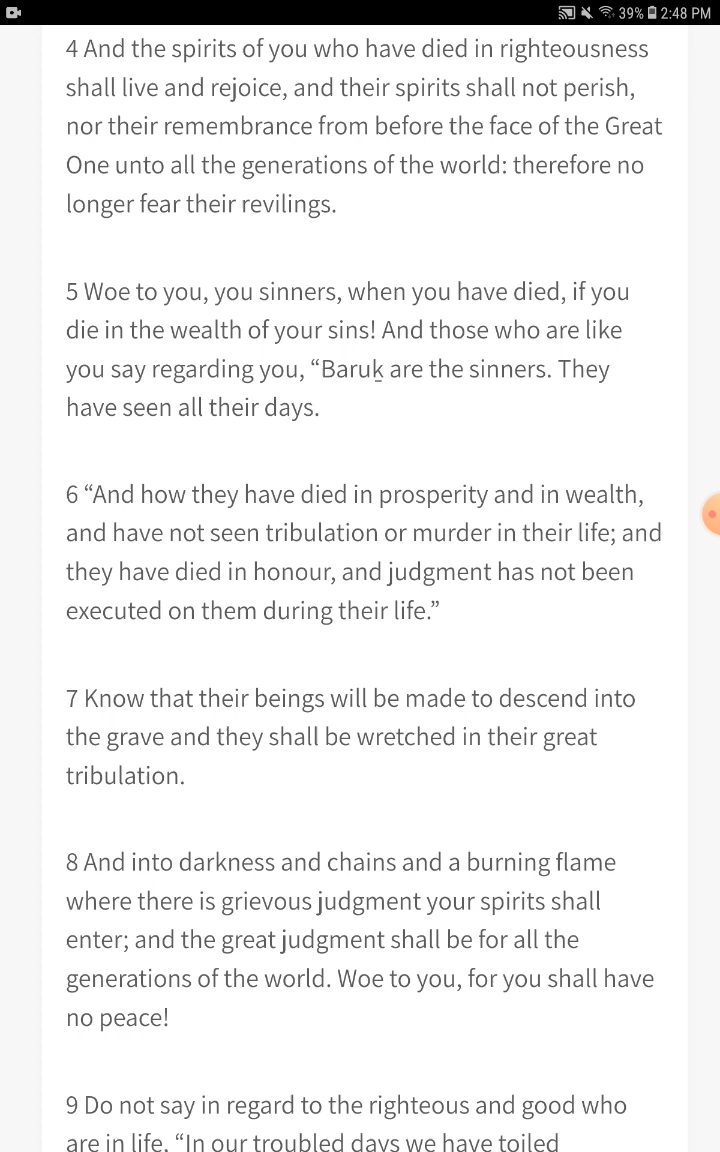 39% 2:48 PM
4 And the spirits of you who have died in righteousness
shall live and rejoice, and their spirits shall not perish,
nor their remembrance from before the face of the Great
One unto all the generations of the world: therefore no
longer fear their revilings.
5 Woe to you, you sinners, when you have died, if you
die in the wealth of your sins! And those who are like
you say regarding you, “Baruḵ are the sinners. They
have seen all their days.
6 “And how they have died in prosperity and in wealth,
and have not seen tribulation or murder in their life; and
they have died in honour, and judgment has not been
executed on them during their life.”
7 Know that their beings will be made to descend into
the grave and they shall be wretched in their great
tribulation.
8 And into darkness and chains and a burning flame
where there is grievous judgment your spirits shall
enter; and the great judgment shall be for all the
generations of the world. Woe to you, for you shall have
no peace!
9 Do not say in regard to the righteous and good who
are in life, “In our troubled days we have toiled